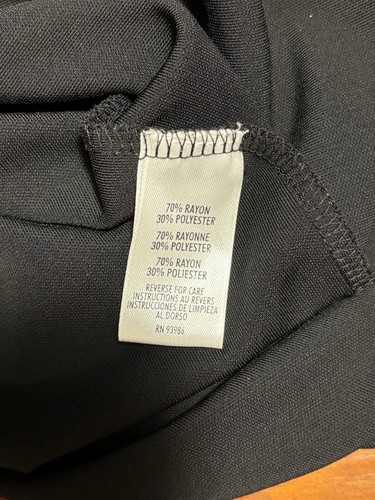 70% RAYON
30% POLYESTER
70% RAYONNE
30% POLYESTER
70% RAYON
30% POLIESTER
REVERSE FOR CARE
INSTRUCTIONS AU REVERS
INSTRUCCIONES DE LIMPIEZA
AL DORSO
RN 93986